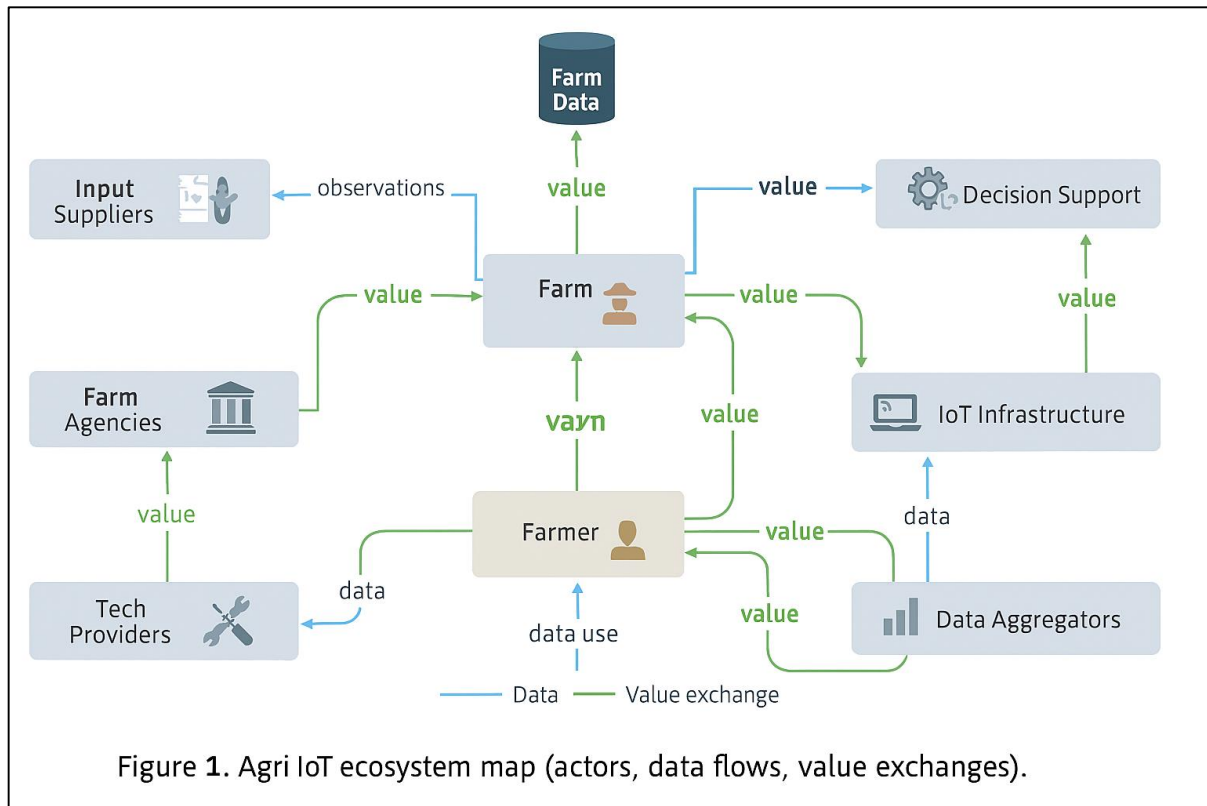 Farm
Data
value
Input
Suppliers
observations
value
Decision Support
Farm
value
value
value
Farm
Agencies
vayn
value
IoT Infrastructure
value
Farmer
value
data
data
Tech
Providers
data use
value
Data Aggregators
Data
Value exchange
Figure 1. Agri IoT ecosystem map (actors, data flows, value exchanges).